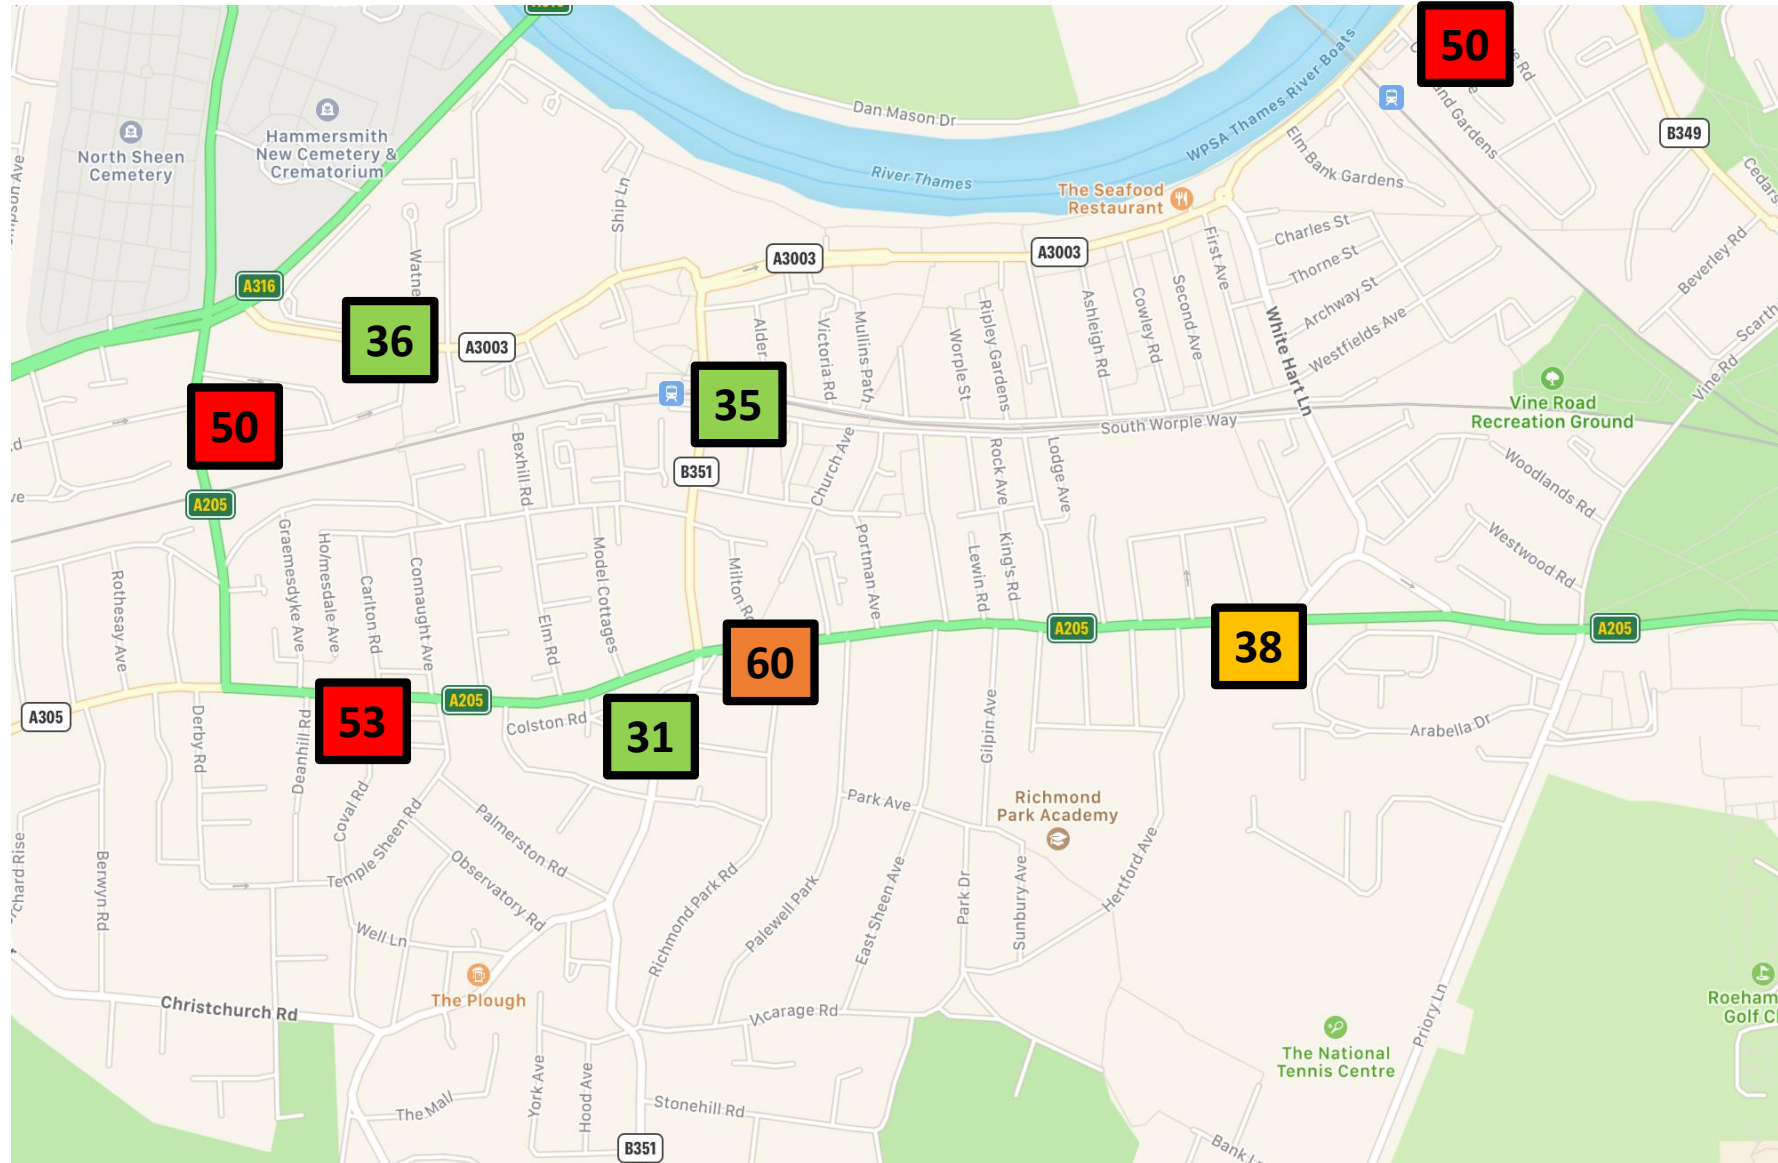 50
B349
Dan Mason Dr
River Thames
WPSA Thames River Boats
Elm Bank Gardens
North Sheen
Cemetery
Hammersmith
New Cemetery &
Crematorium
The Seafood
Restaurant
Ship Ln
Charles St
Thorne St
Archway St
Westfields Ave
Beverley Rd
Cedars
A3003
A3003
A316
First Ave
Second Ave
Cowley Rd
Ashleigh Rd
White Hart Ln
Watne
36
A3003
Alder
Victoria Rd
Mullins Path
Worple St
Ripley Gardens
Vine Rd
Scarth
50
35
Vine Road
Recreation Ground
South Worple Way
B351
A205
Bexhill Rd
Church Ave
Rock Ave
Lodge Ave
Woodlands Rd
Westwood Rd
Graemesdyke Ave
Ho/mesdale Ave
Carlton Rd
Connaught Ave
Rothesay Ave
Model Cottages
Elm Rd
Milton Rd
Portman Ave
Lewin Rd
King's Rd
60
A205
38
A205
A305
Derby Rd
Deanhill Rd
53
A205
Colston Rd
31
Gilpin Ave
Arabella Dr
Coval Rd
Temple Sheen Rd
Palmerston Rd
Observatory Rd
Park Ave
Richmond
Park Academy
Berwyn Rd
Well Ln
Richmond Park Rd
Palewell Park
East Sheen Ave
Park Dr
Sunbury Ave
Hertford Ave
The Plough
Christchurch Rd
Priory Ln
The National
Tennis Centre
Roeham
Golf C
The Mall
York Ave
Hood Ave
Stonehill Rd
B351